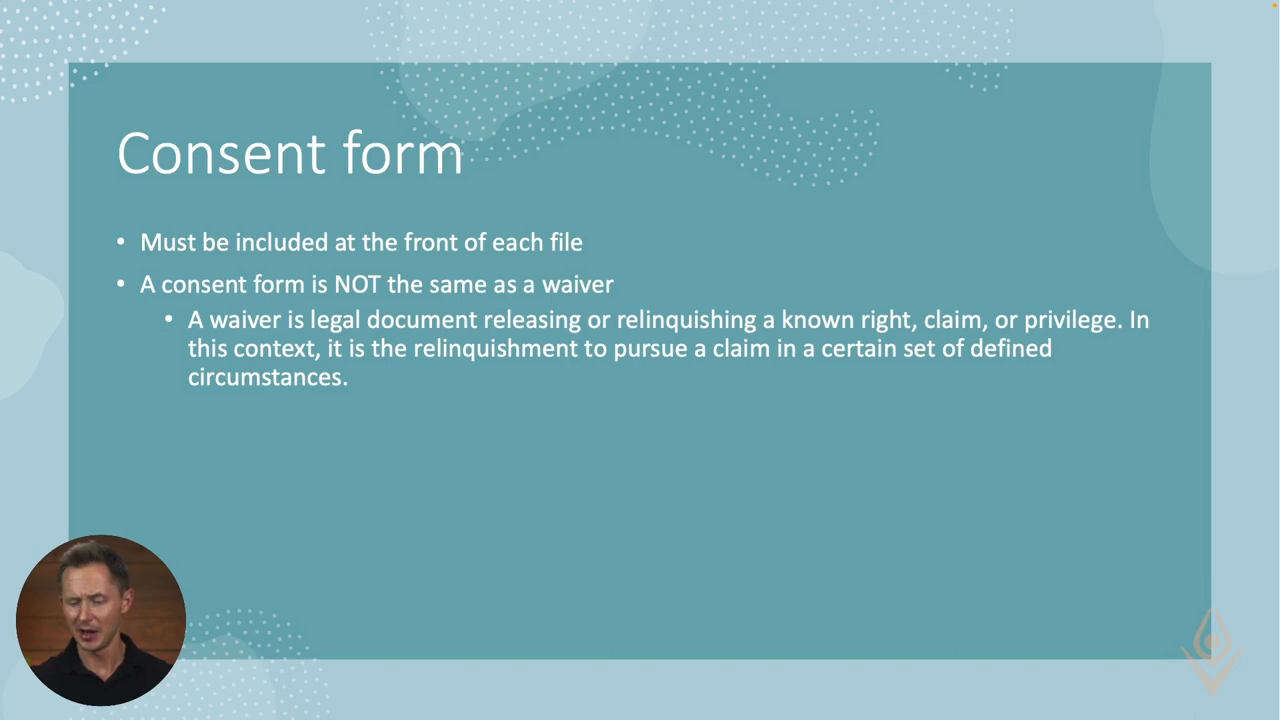 Consent form
• Must be included at the front of each file
• A consent form is NOT the same as a waiver
• A waiver is legal document releasing or relinquishing a known right, claim, or privilege. In
this context, it is the relinquishment to pursue a claim in a certain set of defined
circumstances.